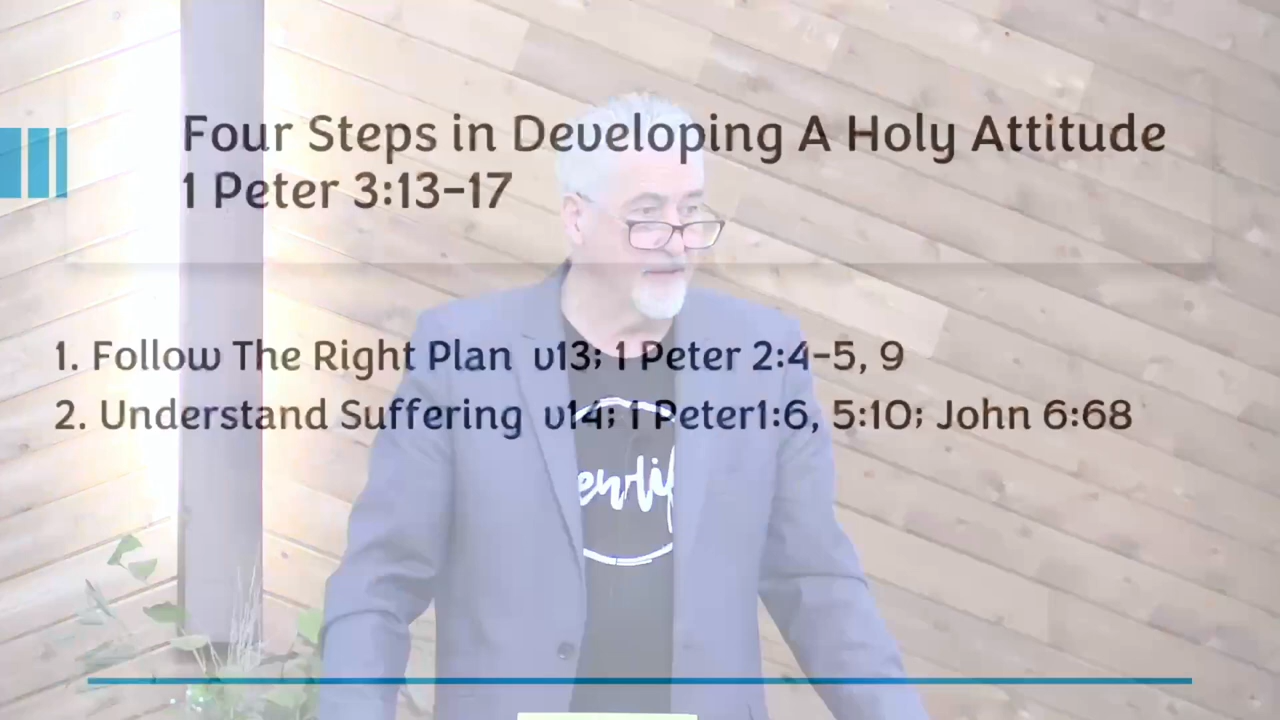 Four Steps in Developing A Holy Attitude
1 Peter 3:13-17
1. Follow The Right Plan v13; 1 Peter 2:4-5, 9
2. Understand Suffering v14; 1 Peter1:6, 5:10; John 6:68